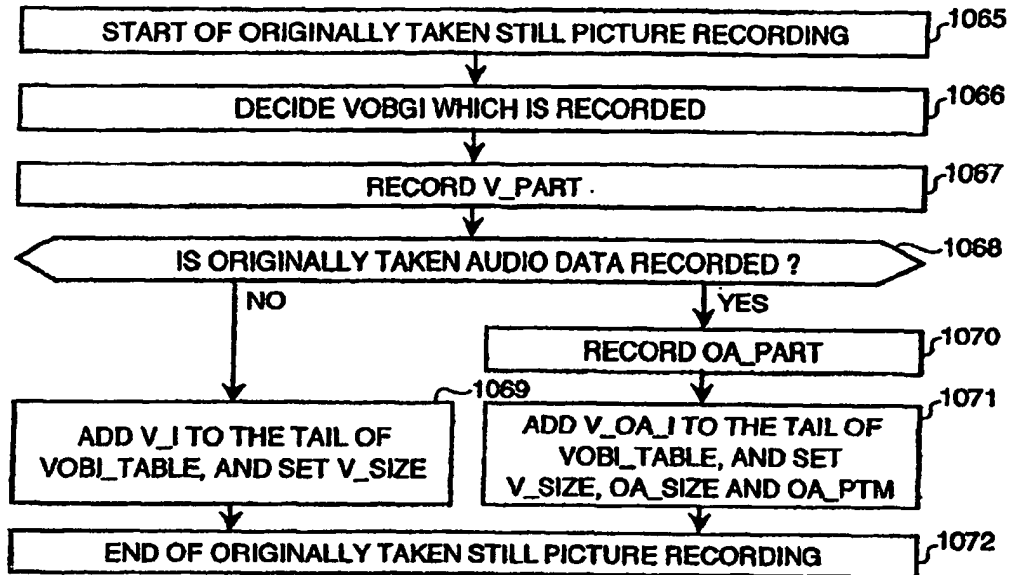 START OF ORIGINALLY TAKEN STILL PICTURE RECORDING 1065
DECIDE VOBGI WHICH IS RECORDED 1066
RECORD V_PART 1067
IS ORIGINALLY TAKEN AUDIO DATA RECORDED ? 1068
NO
YES
RECORD OA_PART 1070
1069
ADD V_I TO THE TAIL OF
VOBI_TABLE, AND SET V_SIZE
1071
ADD V_OA_I TO THE TAIL OF
VOBI_TABLE, AND SET
V_SIZE, OA_SIZE AND OA_PTM
END OF ORIGINALLY TAKEN STILL PICTURE RECORDING 1072